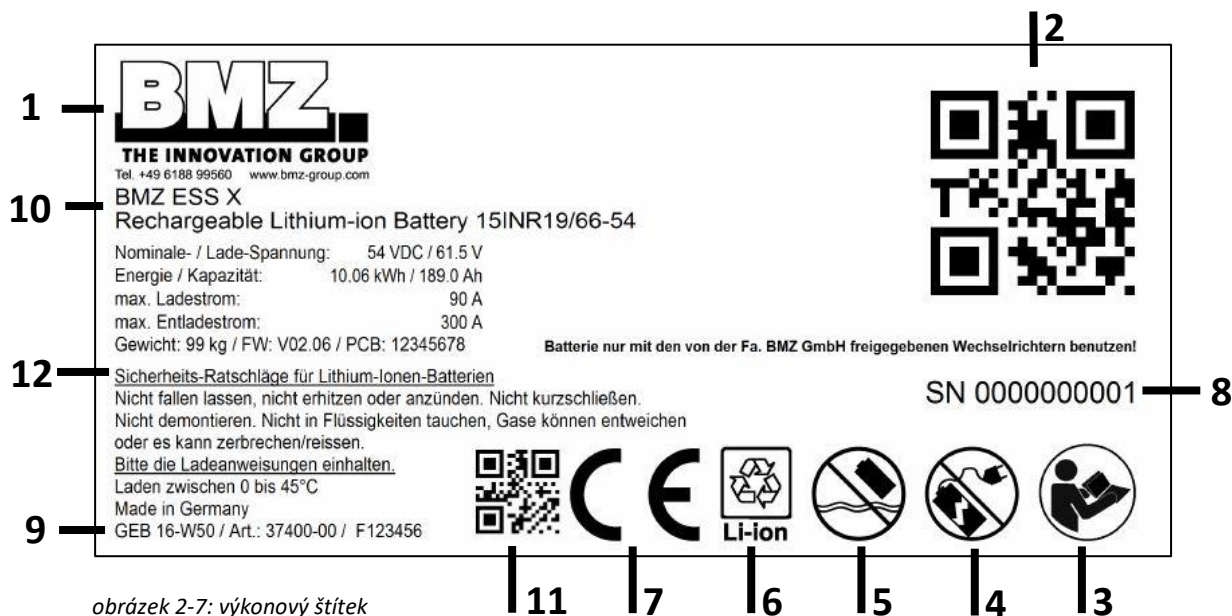 2
1
BMZ
THE INNOVATION GROUP
Tel. +49 6188 99560 www.bmz-group.com
10
BMZ ESS X
Rechargeable Lithium-ion Battery 15INR19/66-54
Nominale- / Lade-Spannung: 54 VDC / 61.5 V
Energie / Kapazität: 10.06 kWh / 189.0 Ah
max. Ladestrom: 90 A
max. Entladestrom: 300 A
Gewicht: 99 kg / FW: V02.06 / PCB: 12345678
Batterie nur mit den von der Fa. BMZ GmbH freigegebenen Wechselrichtern benutzen!
12
Sicherheits-Ratschläge für Lithium-Ionen-Batterien
SN 0000000001
8
Nicht fallen lassen, nicht erhitzen oder anzünden. Nicht kurzschließen.
Nicht demontieren. Nicht in Flüssigkeiten tauchen, Gase können entweichen
oder es kann zerbrechen/reissen.
Bitte die Ladeanweisungen einhalten.
Laden zwischen 0 bis 45°C
Made in Germany
9
GEB 16-W50 / Art.: 37400-00 / F123456
CE
Li-ion
11
7
6
5
4
3
obrázek 2-7: výkonový štítek